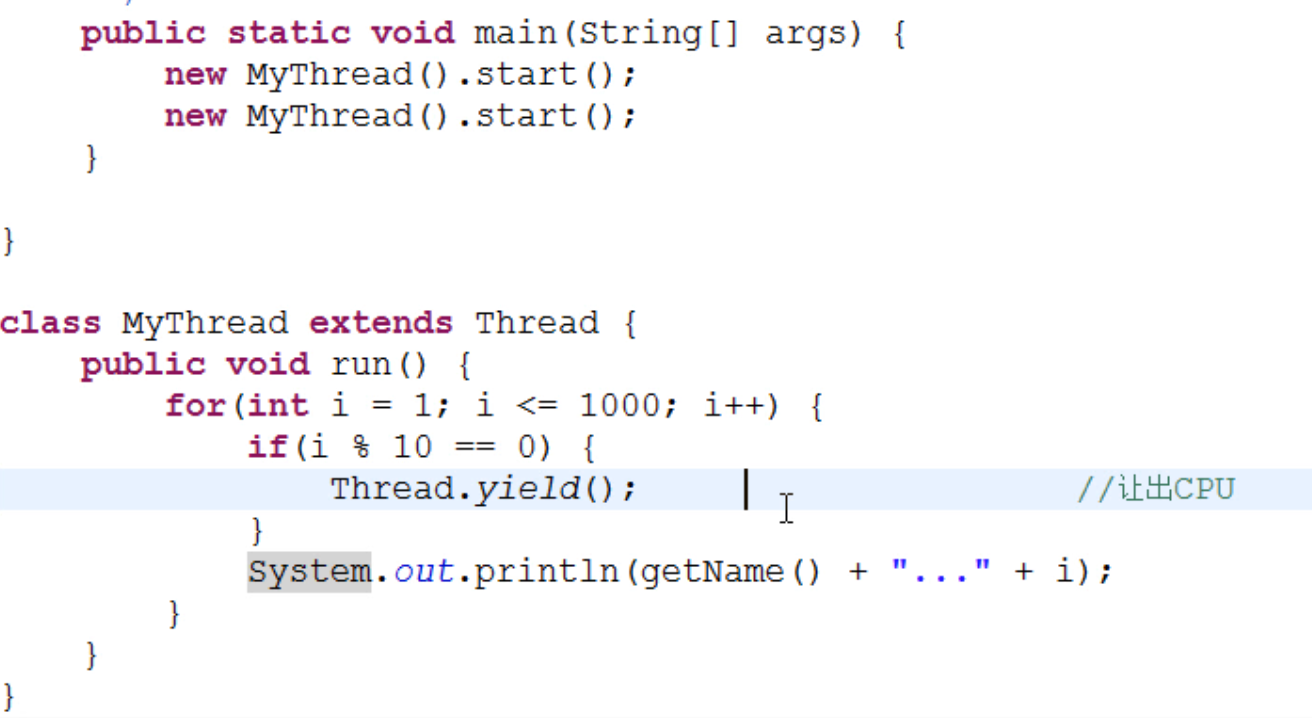 public static void main(String[] args) {
new MyThread().start();
new MyThread().start();
}
}
class MyThread extends Thread {
public void run() {
for(int i = 1; i <= 1000; i++) {
if(i % 10 == 0) {
Thread.yield(); //让出CPU
}
System.out.println(getName() + "..." + i);
}
}
}